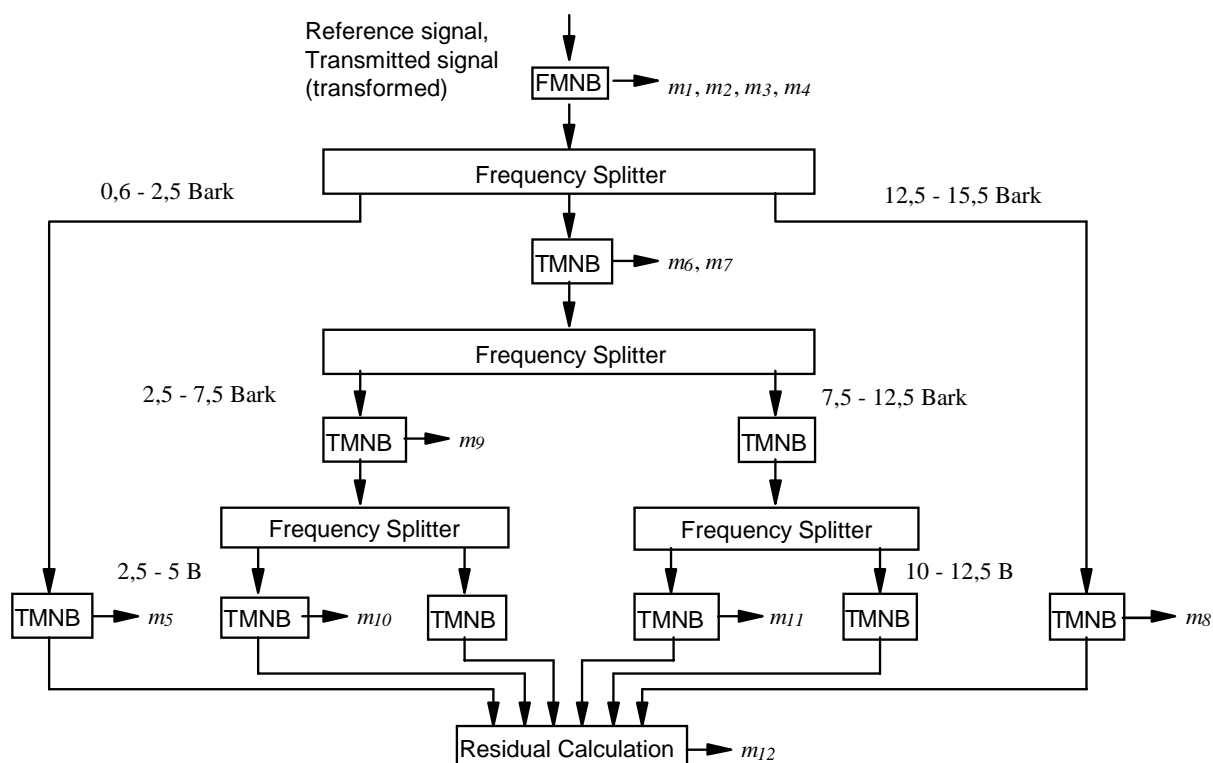 Reference signal,
Transmitted signal
(transformed)
FMNB
m1, m2, m3, m4
Frequency Splitter
0,6 - 2,5 Bark
12,5 - 15,5 Bark
TMNB
m6, m7
Frequency Splitter
2,5 - 7,5 Bark
7,5 - 12,5 Bark
TMNB
m9
TMNB
Frequency Splitter
Frequency Splitter
2,5 - 5 B
10 - 12,5 B
TMNB
m5
TMNB
m10
TMNB
TMNB
m11
TMNB
TMNB
m8
Residual Calculation
m12